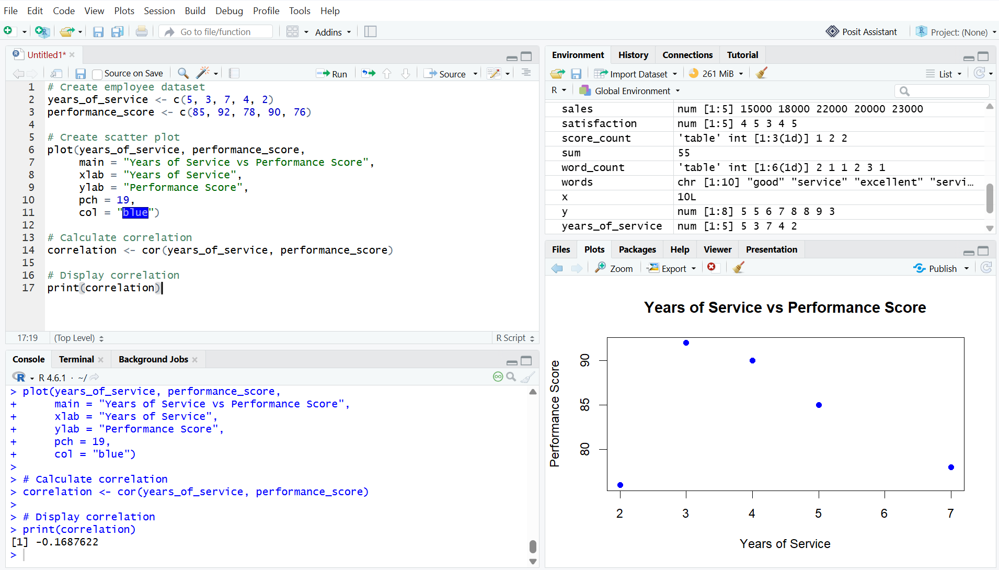 File Edit Code View Plots Session Build Debug Profile Tools Help
Go to file/function Addins Posit Assistant Project: (None)
Untitled1*
Source on Save Run Source
1 # Create employee dataset
2 years_of_service <- c(5, 3, 7, 4, 2)
3 performance_score <- c(85, 92, 78, 90, 76)
4
5 # Create scatter plot
6 plot(years_of_service, performance_score,
7 main = "Years of Service vs Performance Score",
8 xlab = "Years of Service",
9 ylab = "Performance Score",
10 pch = 19,
11 col = "blue")
12
13 # Calculate correlation
14 correlation <- cor(years_of_service, performance_score)
15
16 # Display correlation
17 print(correlation)
17:19 (Top Level) R Script
Console Terminal Background Jobs
R R 4.6.1 · ~/
> plot(years_of_service, performance_score,
+ main = "Years of Service vs Performance Score",
+ xlab = "Years of Service",
+ ylab = "Performance Score",
+ pch = 19,
+ col = "blue")
>
> # Calculate correlation
> correlation <- cor(years_of_service, performance_score)
>
> # Display correlation
> print(correlation)
[1] -0.1687622
>
Environment History Connections Tutorial
Import Dataset 261 MiB List
R Global Environment
sales num [1:5] 15000 18000 22000 20000 23000
satisfaction num [1:5] 4 5 3 4 5
score_count 'table' int [1:3(1d)] 1 2 2
sum 55
word_count 'table' int [1:6(1d)] 2 1 1 2 3 1
words chr [1:10] "good" "service" "excellent" "servi…
x 10L
y num [1:8] 5 5 6 7 8 8 9 3
years_of_service num [1:5] 5 3 7 4 2
Files Plots Packages Help Viewer Presentation
Zoom Export Publish
Years of Service vs Performance Score
Performance Score
90
85
80
2 3 4 5 6 7
Years of Service